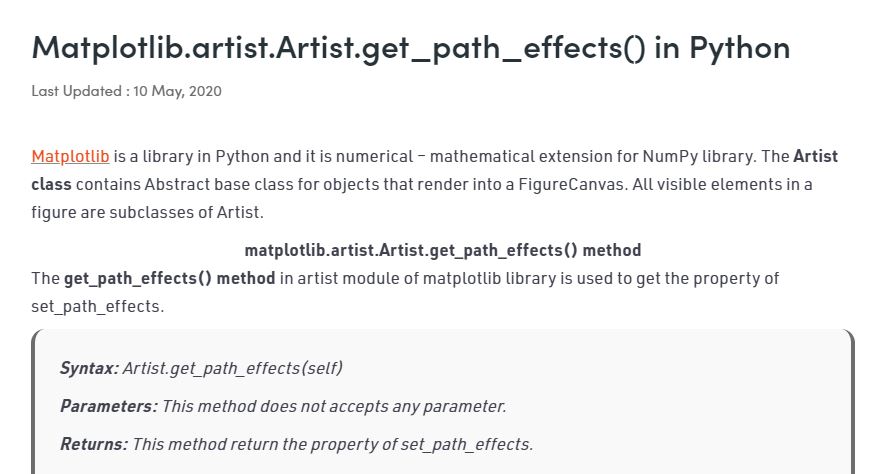 Matplotlib.artist.Artist.get_path_effects() in Python
Last Updated : 10 May, 2020
Matplotlib is a library in Python and it is numerical – mathematical extension for NumPy library. The Artist
class contains Abstract base class for objects that render into a FigureCanvas. All visible elements in a
figure are subclasses of Artist.
matplotlib.artist.Artist.get_path_effects() method
The get_path_effects() method in artist module of matplotlib library is used to get the property of
set_path_effects.
Syntax: Artist.get_path_effects(self)
Parameters: This method does not accepts any parameter.
Returns: This method return the property of set_path_effects.